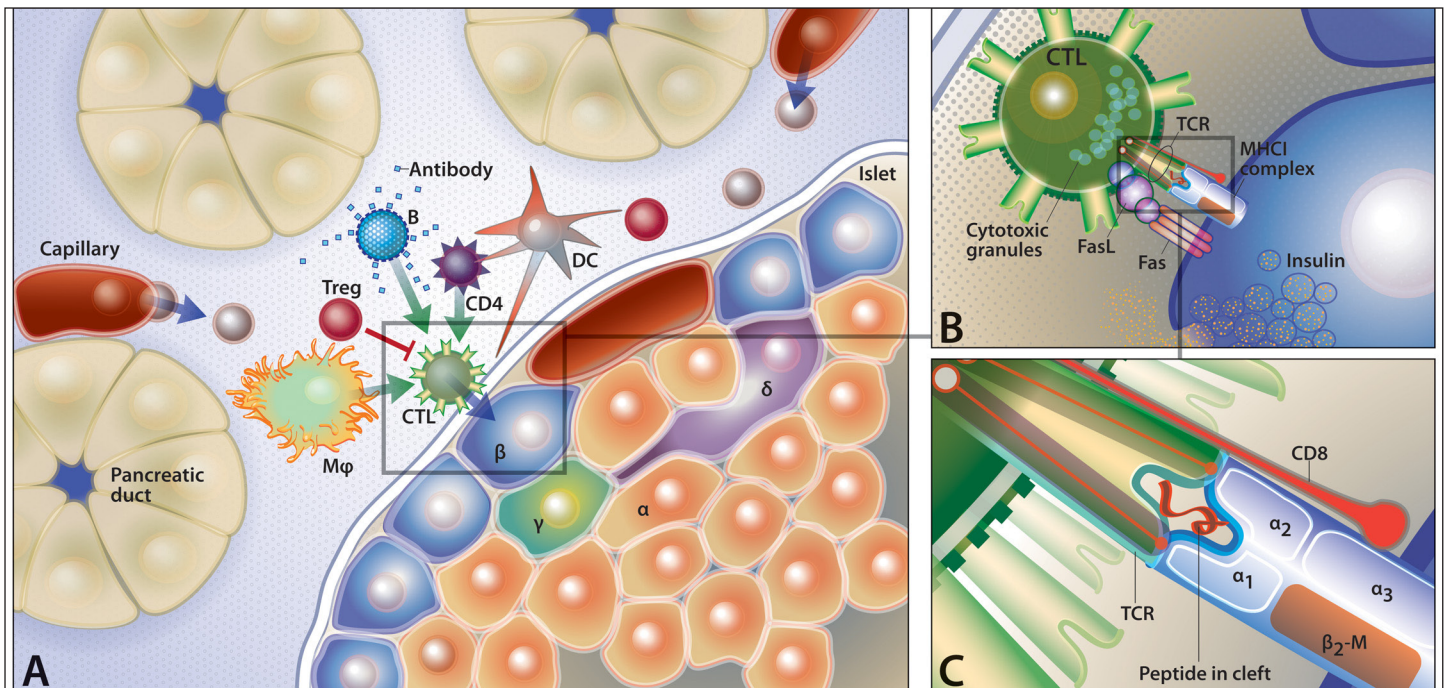 Antibody
B
Islet
Capillary
Treg
CD4
DC
CTL
Mφ
β
δ
γ
α
Pancreatic
duct
A
CTL
TCR
MHCI
complex
Cytotoxic
granules
FasL
Fas
Insulin
B
CD8
α2
α1
α3
TCR
β2-M
Peptide in cleft
C